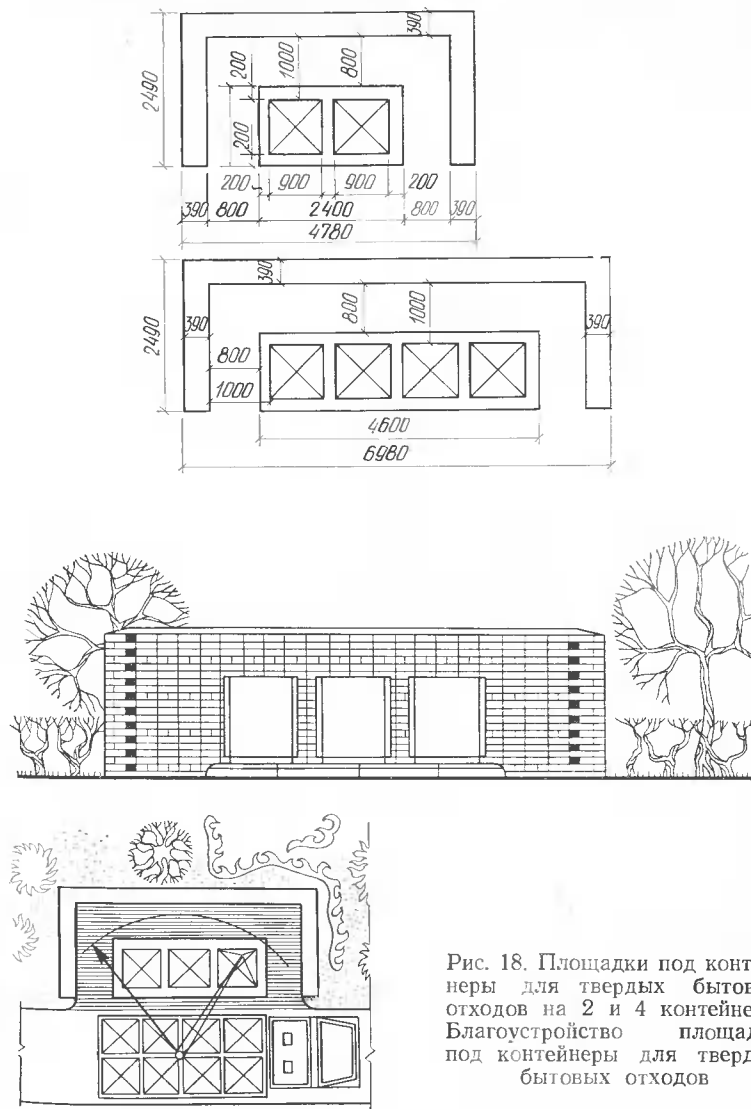 390
2490
200
1000
800
200
200 900 900 200
390 800 2400 800 390
4780
390
2490
390
800
1000
390
800
1000
4600
6980
Рис. 18. Площадки под конт
неры для твердых бытов
отходов на 2 и 4 контейне
Благоустройство площад
под контейнеры для тверд
бытовых отходов